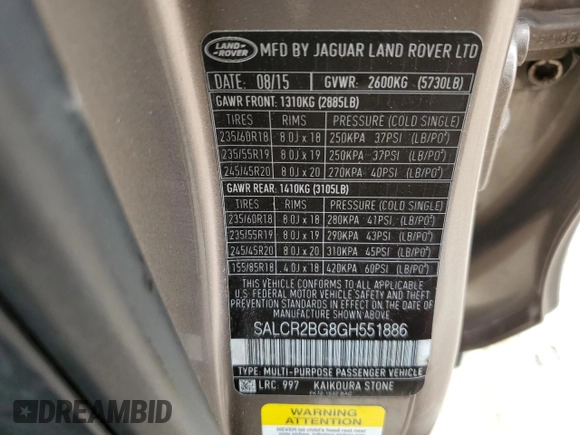 LAND-
ROVER
MFD BY JAGUAR LAND ROVER LTD
DATE: 08/15 GVWR: 2600KG (5730LB)
GAWR FRONT: 1310KG (2885LB)
TIRES RIMS PRESSURE (COLD SINGLE)
235/60R18 8.0J x 18 250KPA 37PSI (LB/PO²)
235/55R19 8.0J x 19 250KPA 37PSI (LB/PO²)
245/45R20 8.0J x 20 270KPA 40PSI (LB/PO²)
GAWR REAR: 1410KG (3105LB)
TIRES RIMS PRESSURE (COLD SINGLE)
235/60R18 8.0J x 18 280KPA 41PSI (LB/PO²)
235/55R19 8.0J x 19 290KPA 43PSI (LB/PO²)
245/45R20 8.0J x 20 310KPA 45PSI (LB/PO²)
155/85R18 4.0J x 18 420KPA 60PSI (LB/PO²)
THIS VEHICLE CONFORMS TO ALL APPLICABLE
U.S. FEDERAL MOTOR VEHICLE SAFETY AND THEFT
PREVENTION STANDARDS IN EFFECT ON THE DATE OF
MANUFACTURE SHOWN ABOVE.
SALCR2BG8GH551886
TYPE: MULTI-PURPOSE PASSENGER VEHICLE
LRC. 997 KAIKOURA STONE
WARNING
ATTENTION
DREAMBID